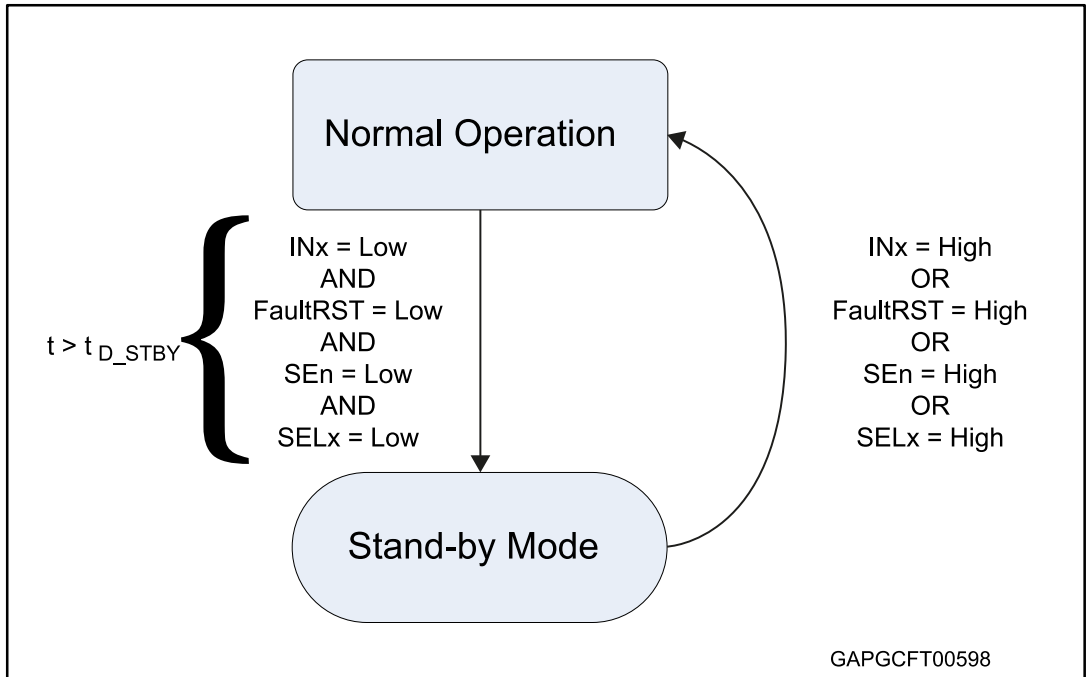 Normal Operation
t > t D_STBY
INx = Low
AND
FaultRST = Low
AND
SEn = Low
AND
SELx = Low
INx = High
OR
FaultRST = High
OR
SEn = High
OR
SELx = High
Stand-by Mode
GAPGCFT00598